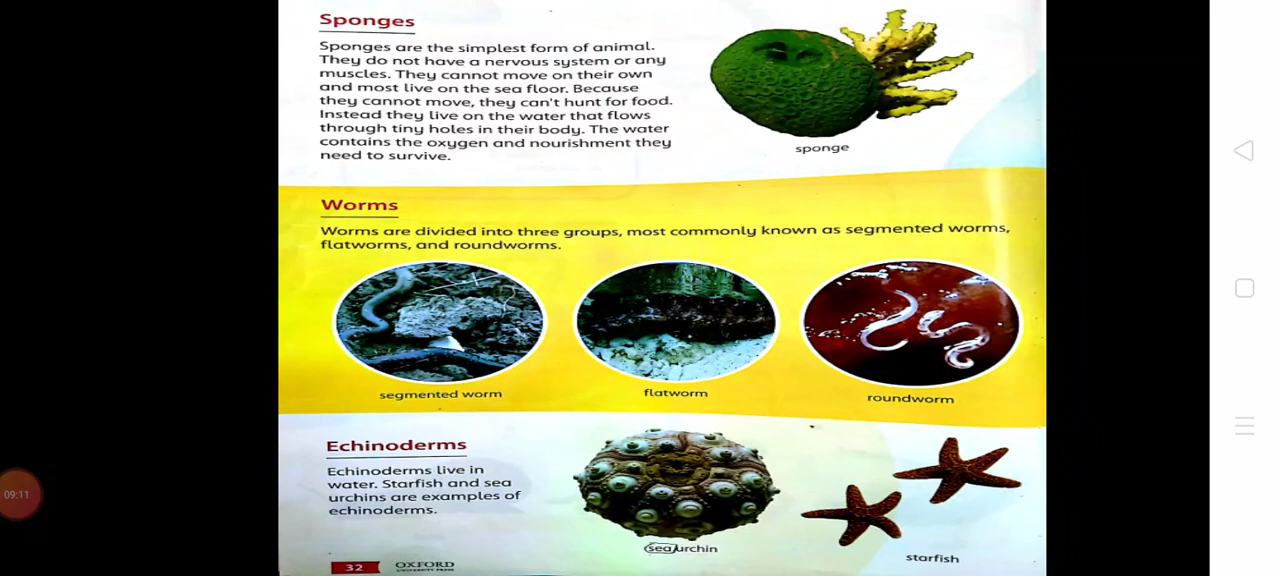 Sponges
Sponges are the simplest form of animal.
They do not have a nervous system or any
muscles. They cannot move on their own
and most live on the sea floor. Because
they cannot move, they can't hunt for food.
Instead they live on the water that flows
through tiny holes in their body. The water
contains the oxygen and nourishment they
need to survive.
sponge
Worms
Worms are divided into three groups, most commonly known as segmented worms,
flatworms, and roundworms.
segmented worm
flatworm
roundworm
Echinoderms
Echinoderms live in
water. Starfish and sea
urchins are examples of
echinoderms.
sea urchin
starfish
32
OXFORD
UNIVERSITY PRESS
09:11